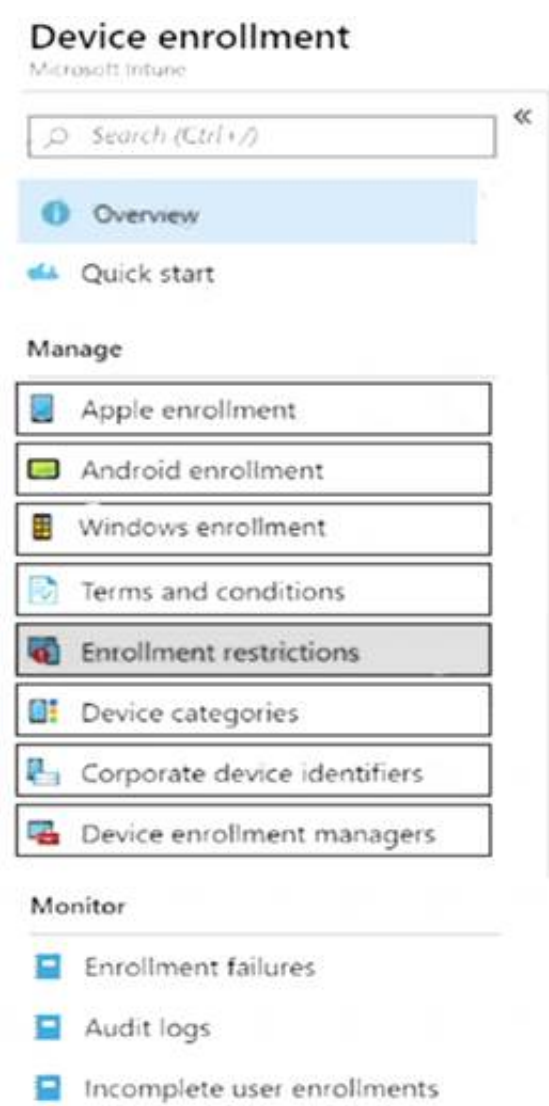 Device enrollment
Microsoft Intune
Search (Ctrl+/)
«
Overview
Quick start
Manage
Apple enrollment
Android enrollment
Windows enrollment
Terms and conditions
Enrollment restrictions
Device categories
Corporate device identifiers
Device enrollment managers
Monitor
Enrollment failures
Audit logs
Incomplete user enrollments